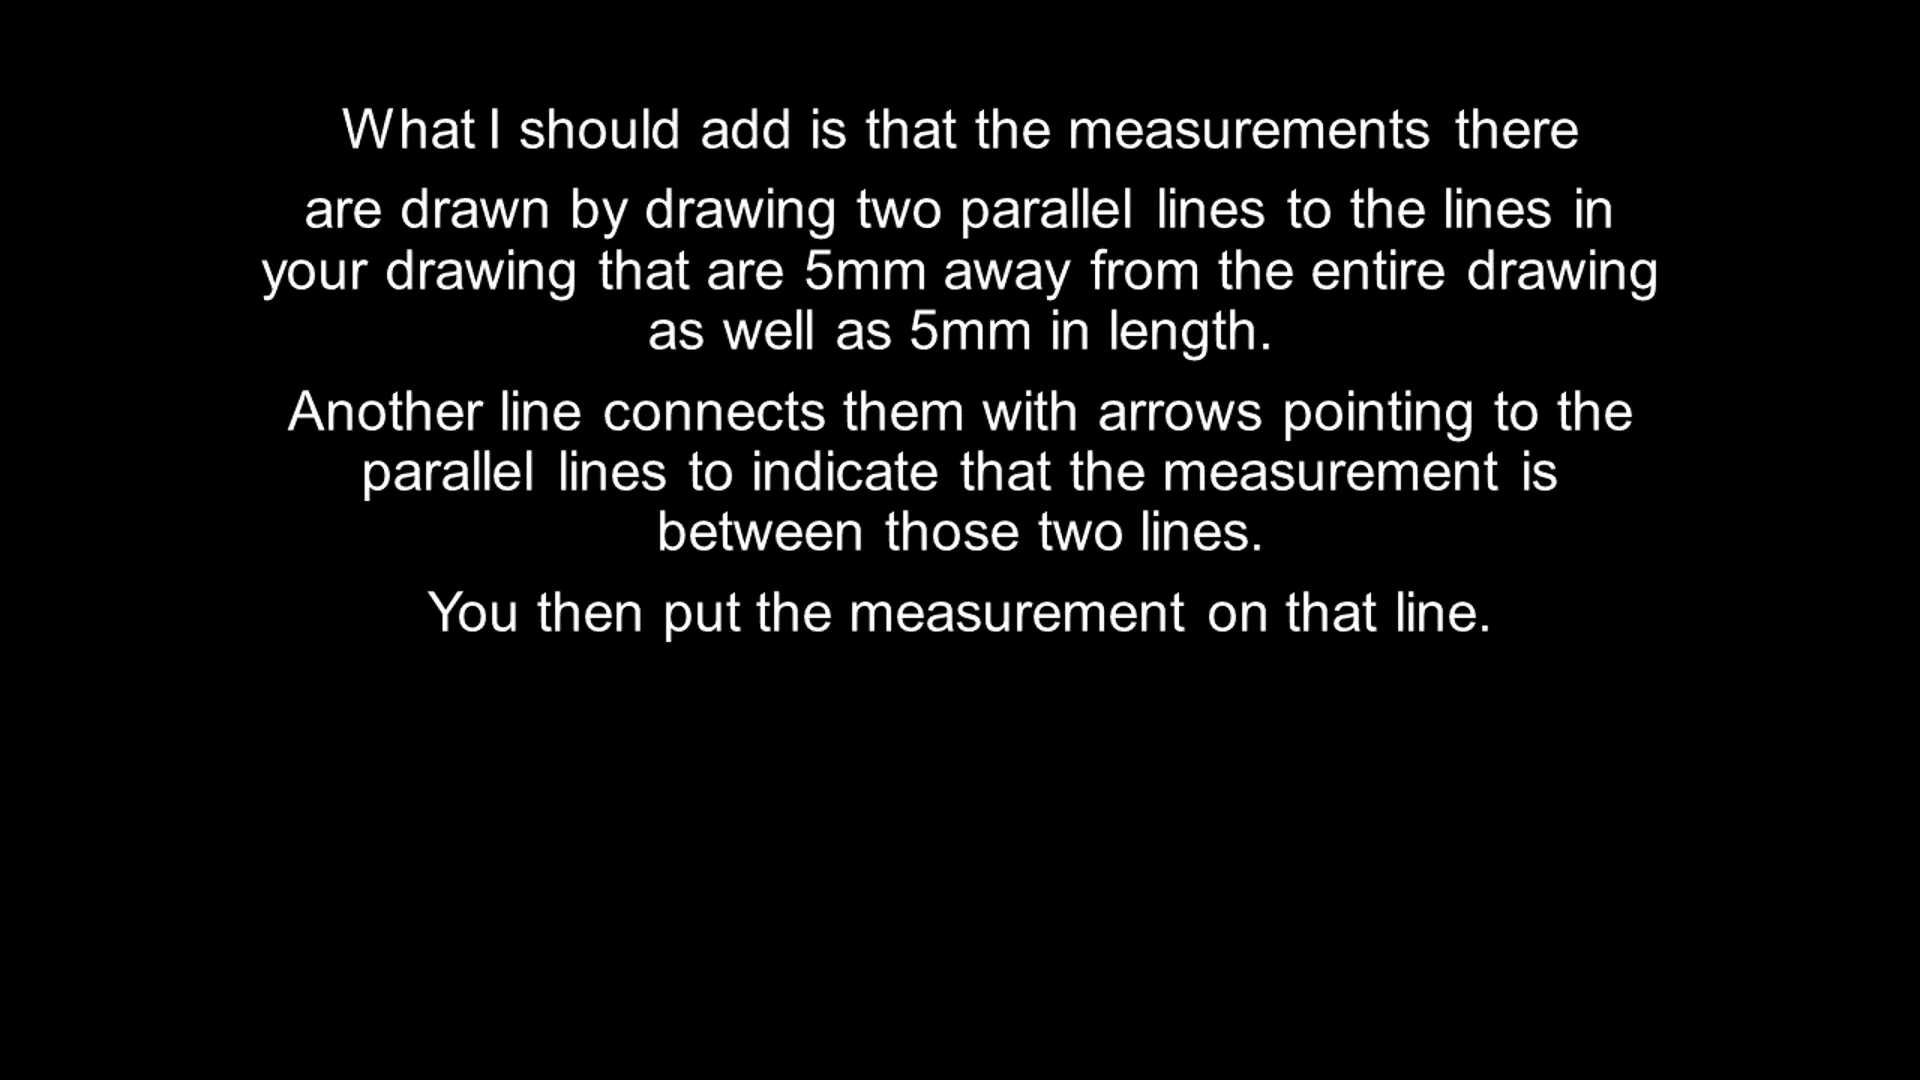 What I should add is that the measurements there
are drawn by drawing two parallel lines to the lines in
your drawing that are 5mm away from the entire drawing
as well as 5mm in length.
Another line connects them with arrows pointing to the
parallel lines to indicate that the measurement is
between those two lines.
You then put the measurement on that line.